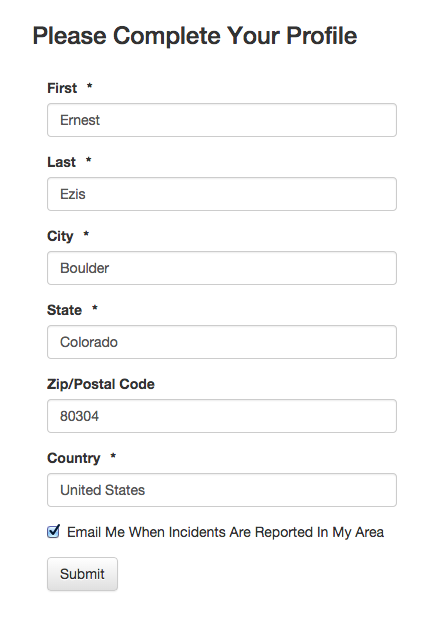 Please Complete Your Profile
First *
Ernest
Last *
Ezis
City *
Boulder
State *
Colorado
Zip/Postal Code
80304
Country *
United States
Email Me When Incidents Are Reported In My Area
Submit